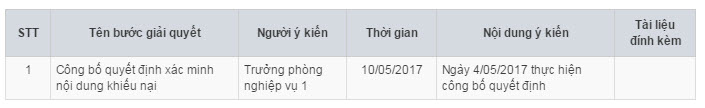 STT Tên bước giải quyết Người ý kiến Thời gian Nội dung ý kiến Tài liệu đính kèm
1 Công bố quyết định xác minh nội dung khiếu nại Trưởng phòng nghiệp vụ 1 10/05/2017 Ngày 4/05/2017 thực hiện công bố quyết định